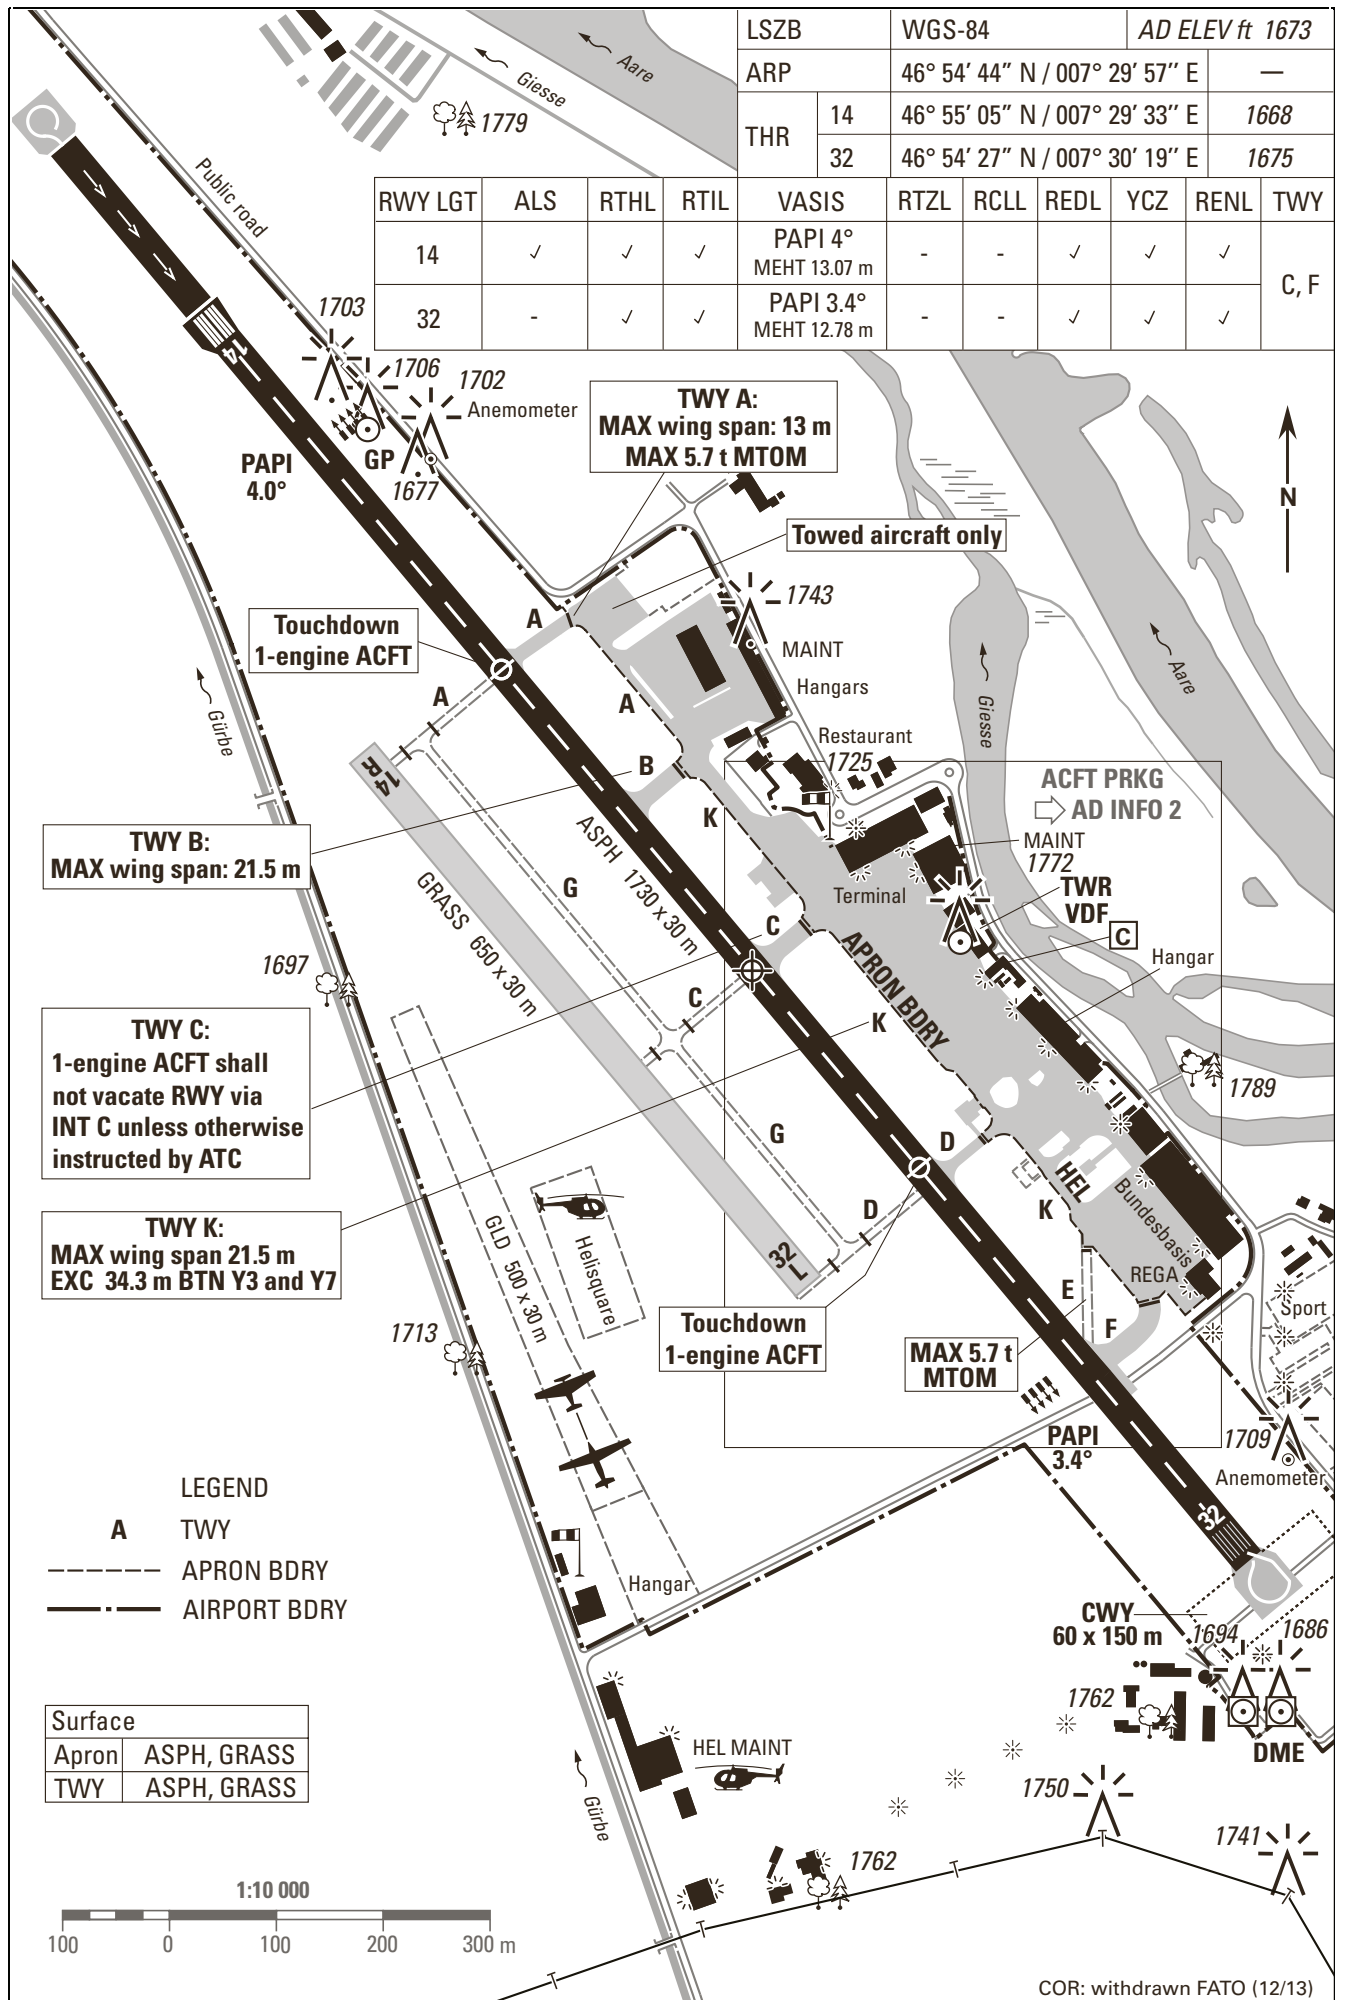 LSZB WGS-84 AD ELEV ft 1673
ARP 46° 54' 44" N / 007° 29' 57" E —
THR 14 46° 55' 05" N / 007° 29' 33" E 1668
32 46° 54' 27" N / 007° 30' 19" E 1675
RWY LGT ALS RTHL RTIL VASIS RTZL RCLL REDL YCZ RENL TWY
14 ✓ ✓ ✓ PAPI 4° - - ✓ ✓ ✓ C, F
MEHT 13.07 m
32 - ✓ ✓ PAPI 3.4° - - ✓ ✓ ✓
MEHT 12.78 m
Aare
Giesse
1779
Public road
1703
1706
1702
Anemometer
14
PAPI
4.0°
GP
1677
TWY A:
MAX wing span: 13 m
MAX 5.7 t MTOM
N
Towed aircraft only
1743
A
Touchdown
1-engine ACFT
MAINT
Hangars
Aare
Giesse
Gürbe
A
A
Restaurant
1725
14
R
B
ACFT PRKG
AD INFO 2
K
TWY B:
MAX wing span: 21.5 m
ASPH 1730 x 30 m
MAINT
1772
TWR
VDF
Terminal
G
GRASS 650 x 30 m
C
C
APRON BDRY
Hangar
1697
C
K
TWY C:
1-engine ACFT shall
not vacate RWY via
INT C unless otherwise
instructed by ATC
1789
G
D
HEL
Bundesbasis
K
D
TWY K:
MAX wing span 21.5 m
EXC 34.3 m BTN Y3 and Y7
GLD 500 x 30 m
Helisquare
32
L
REGA
E
F
Sport
1713
Touchdown
1-engine ACFT
MAX 5.7 t
MTOM
PAPI
3.4°
1709
Anemometer
32
LEGEND
A TWY
APRON BDRY
AIRPORT BDRY
Hangar
CWY
60 x 150 m
1694
1686
1762
DME
Surface
Apron ASPH, GRASS
TWY ASPH, GRASS
HEL MAINT
Gürbe
1750
1741
1762
1:10 000
100 0 100 200 300 m
COR: withdrawn FATO (12/13)